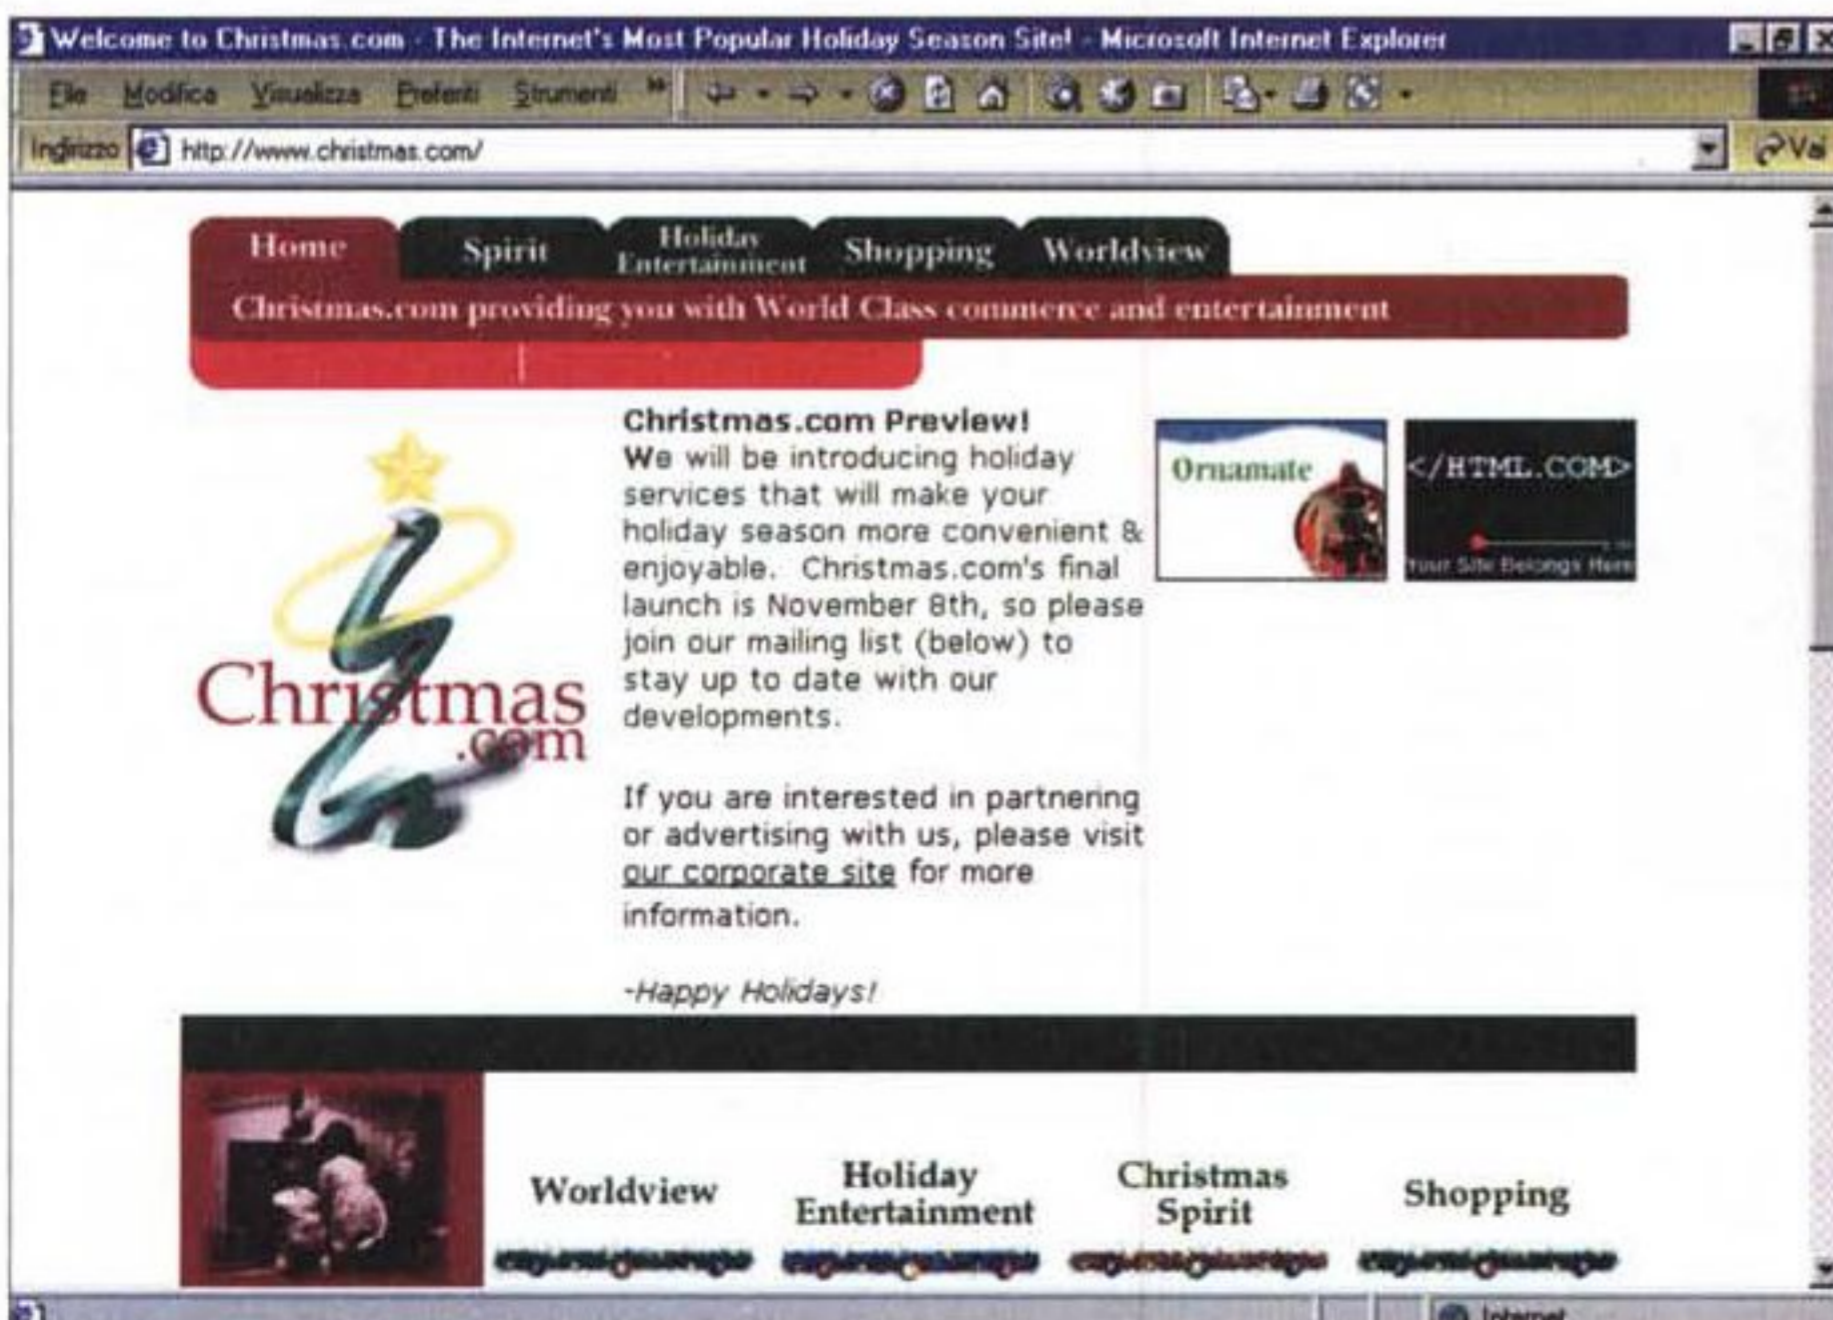 Welcome to Christmas.com - The Internet's Most Popular Holiday Season Site! - Microsoft Internet Explorer
File Modifica Visualizza Preferiti Strumenti »
Indirizzo http://www.christmas.com/ Vai
Home Spirit Holiday Entertainment Shopping Worldview
Christmas.com providing you with World Class commerce and entertainment
Christmas
.com
Christmas.com Preview!
We will be introducing holiday
services that will make your
holiday season more convenient &
enjoyable. Christmas.com's final
launch is November 8th, so please
join our mailing list (below) to
stay up to date with our
developments.
If you are interested in partnering
or advertising with us, please visit
our corporate site for more
information.
-Happy Holidays!
Ornamate
</HTML.COM>
Your Site Belongs Here
Worldview
Holiday
Entertainment
Christmas
Spirit
Shopping
Internet